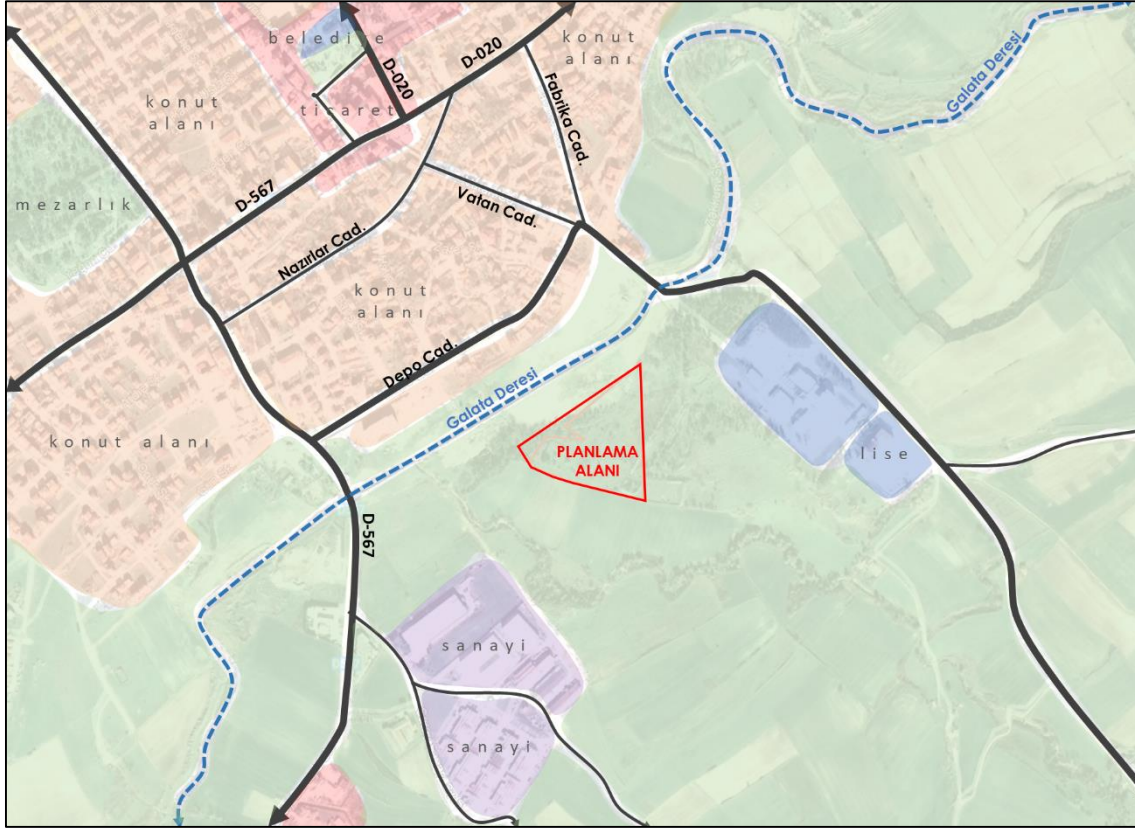 belediye
D-020
D-020
konut
alanı
Galata Deresi
konut
alanı
ticaret
Fabrika Cad.
mezarlık
D-567
Vatan Cad.
Nazırlar Cad.
konut
alanı
Depo Cad.
Galata Deresi
konut alanı
PLANLAMA
ALANI
lise
D-567
sanayi
sanayi